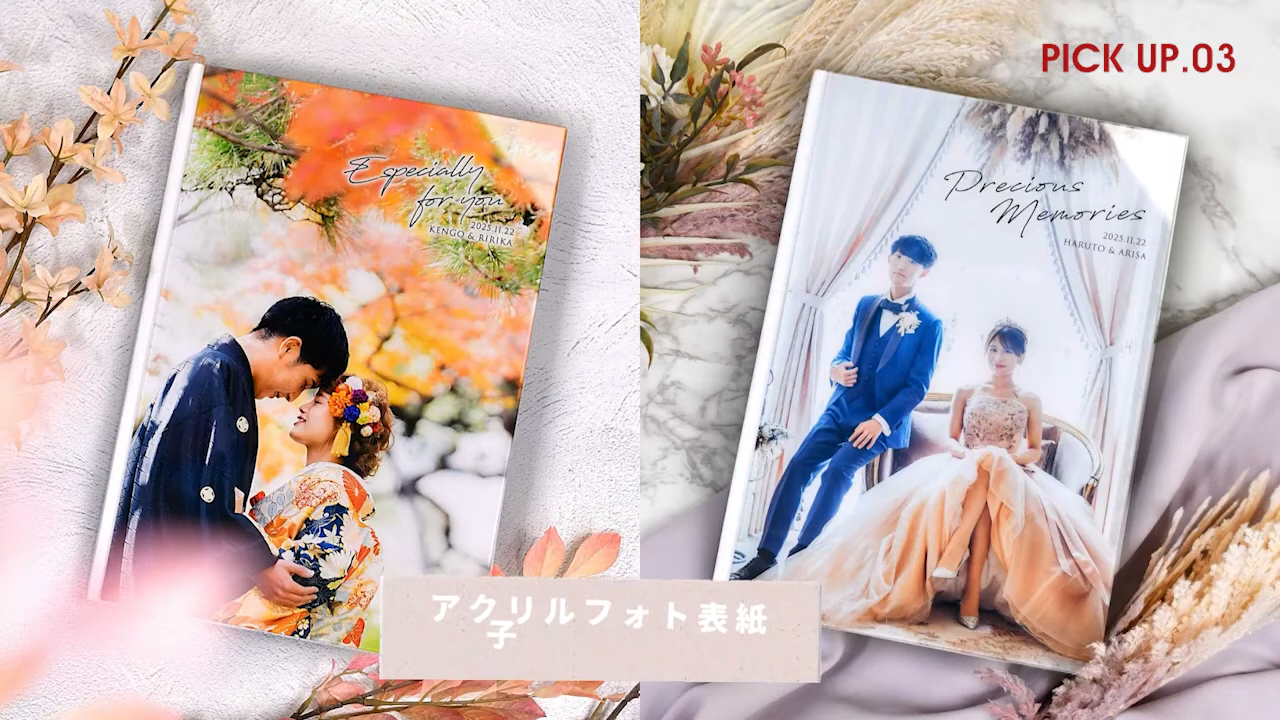 PICK UP.03
Especially
for you
2025.11.22
KENGO & RIRIKA
Precious
Memories
2025.11.22
HARUTO & ARISA
アクリルフォト表紙
子